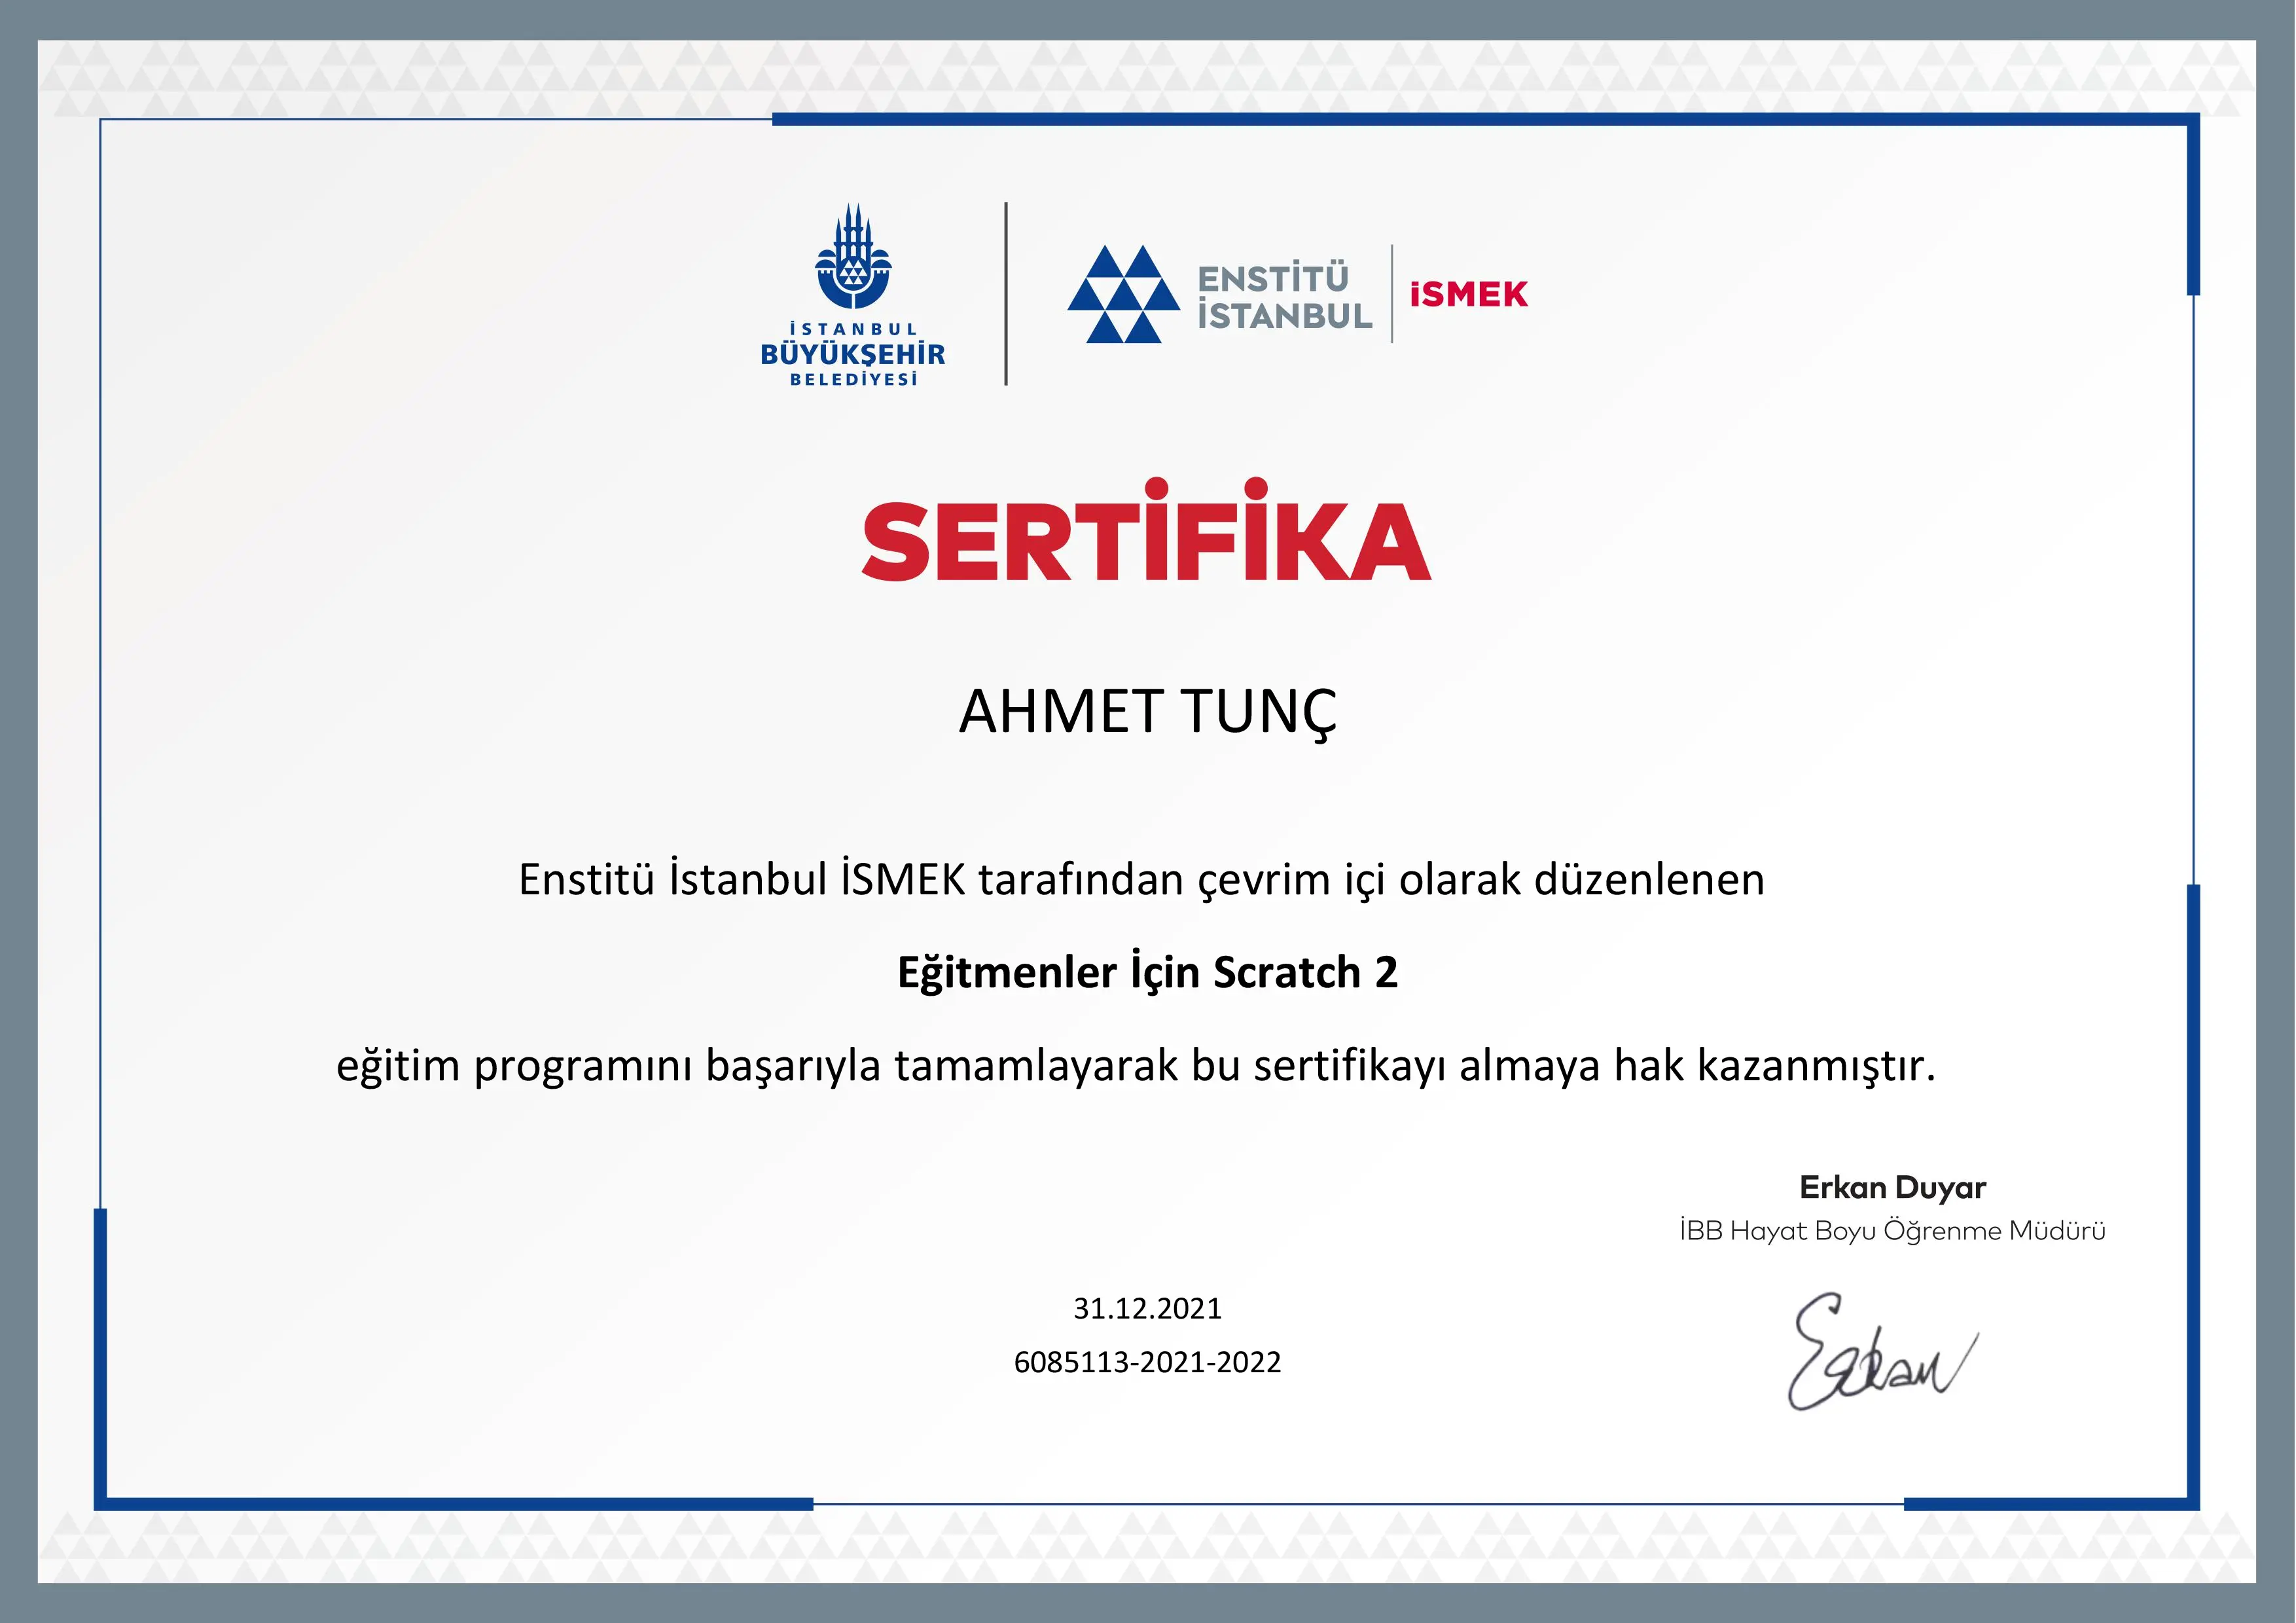 İSTANBUL
BÜYÜKŞEHİR
BELEDİYESİ
ENSTİTÜ
İSTANBUL
iSMEK
SERTİFİKA
AHMET TUNÇ
Enstitü İstanbul İSMEK tarafından çevrim içi olarak düzenlenen
Eğitmenler İçin Scratch 2
eğitim programını başarıyla tamamlayarak bu sertifikayı almaya hak kazanmıştır.
Erkan Duyar
İBB Hayat Boyu Öğrenme Müdürü
31.12.2021
6085113-2021-2022
Erkan